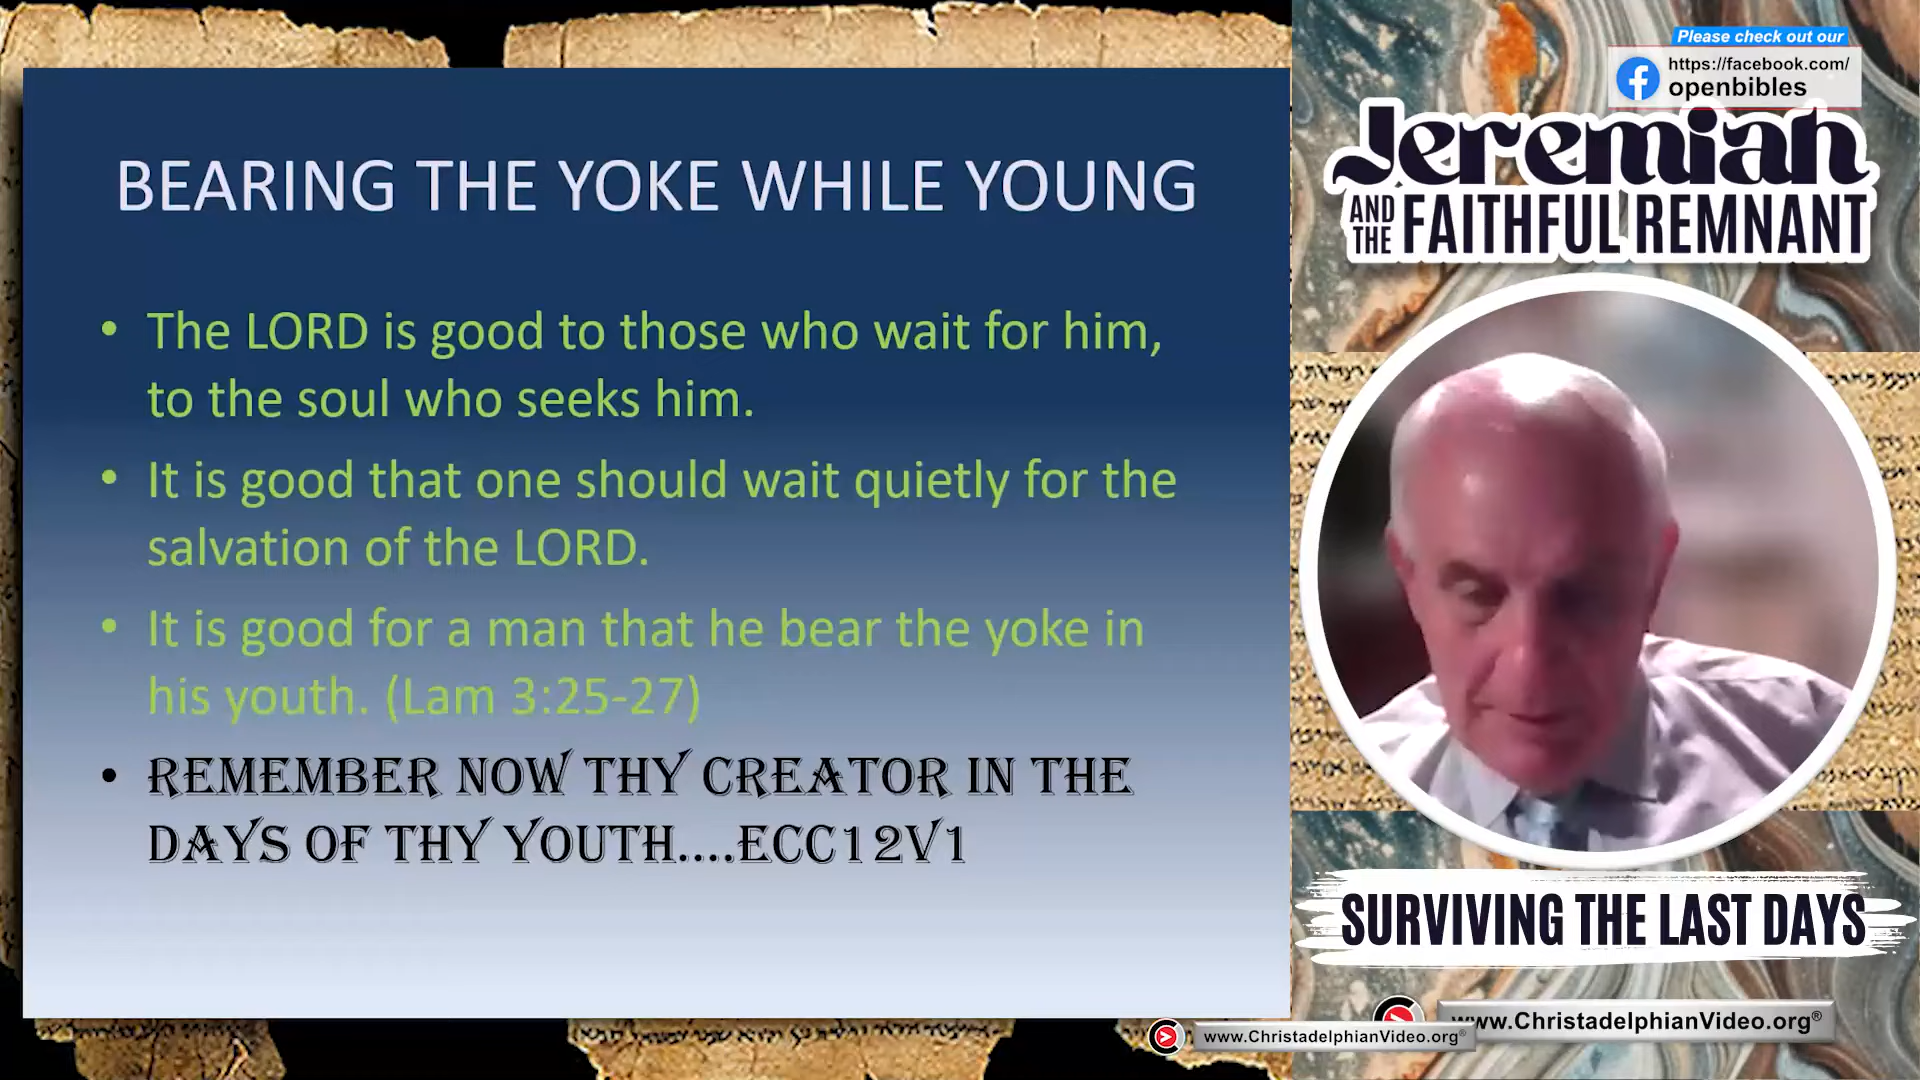 BEARING THE YOKE WHILE YOUNG
• The LORD is good to those who wait for him,
to the soul who seeks him.
• It is good that one should wait quietly for the
salvation of the LORD.
• It is good for a man that he bear the yoke in
his youth. (Lam 3:25-27)
• REMEMBER NOW THY CREATOR IN THE
DAYS OF THY YOUTH....ECC12V1
Please check out our
https://facebook.com/
openbibles
Jeremiah
AND THE FAITHFUL REMNANT
SURVIVING THE LAST DAYS
www.ChristadelphianVideo.org®
www.ChristadelphianVideo.org®